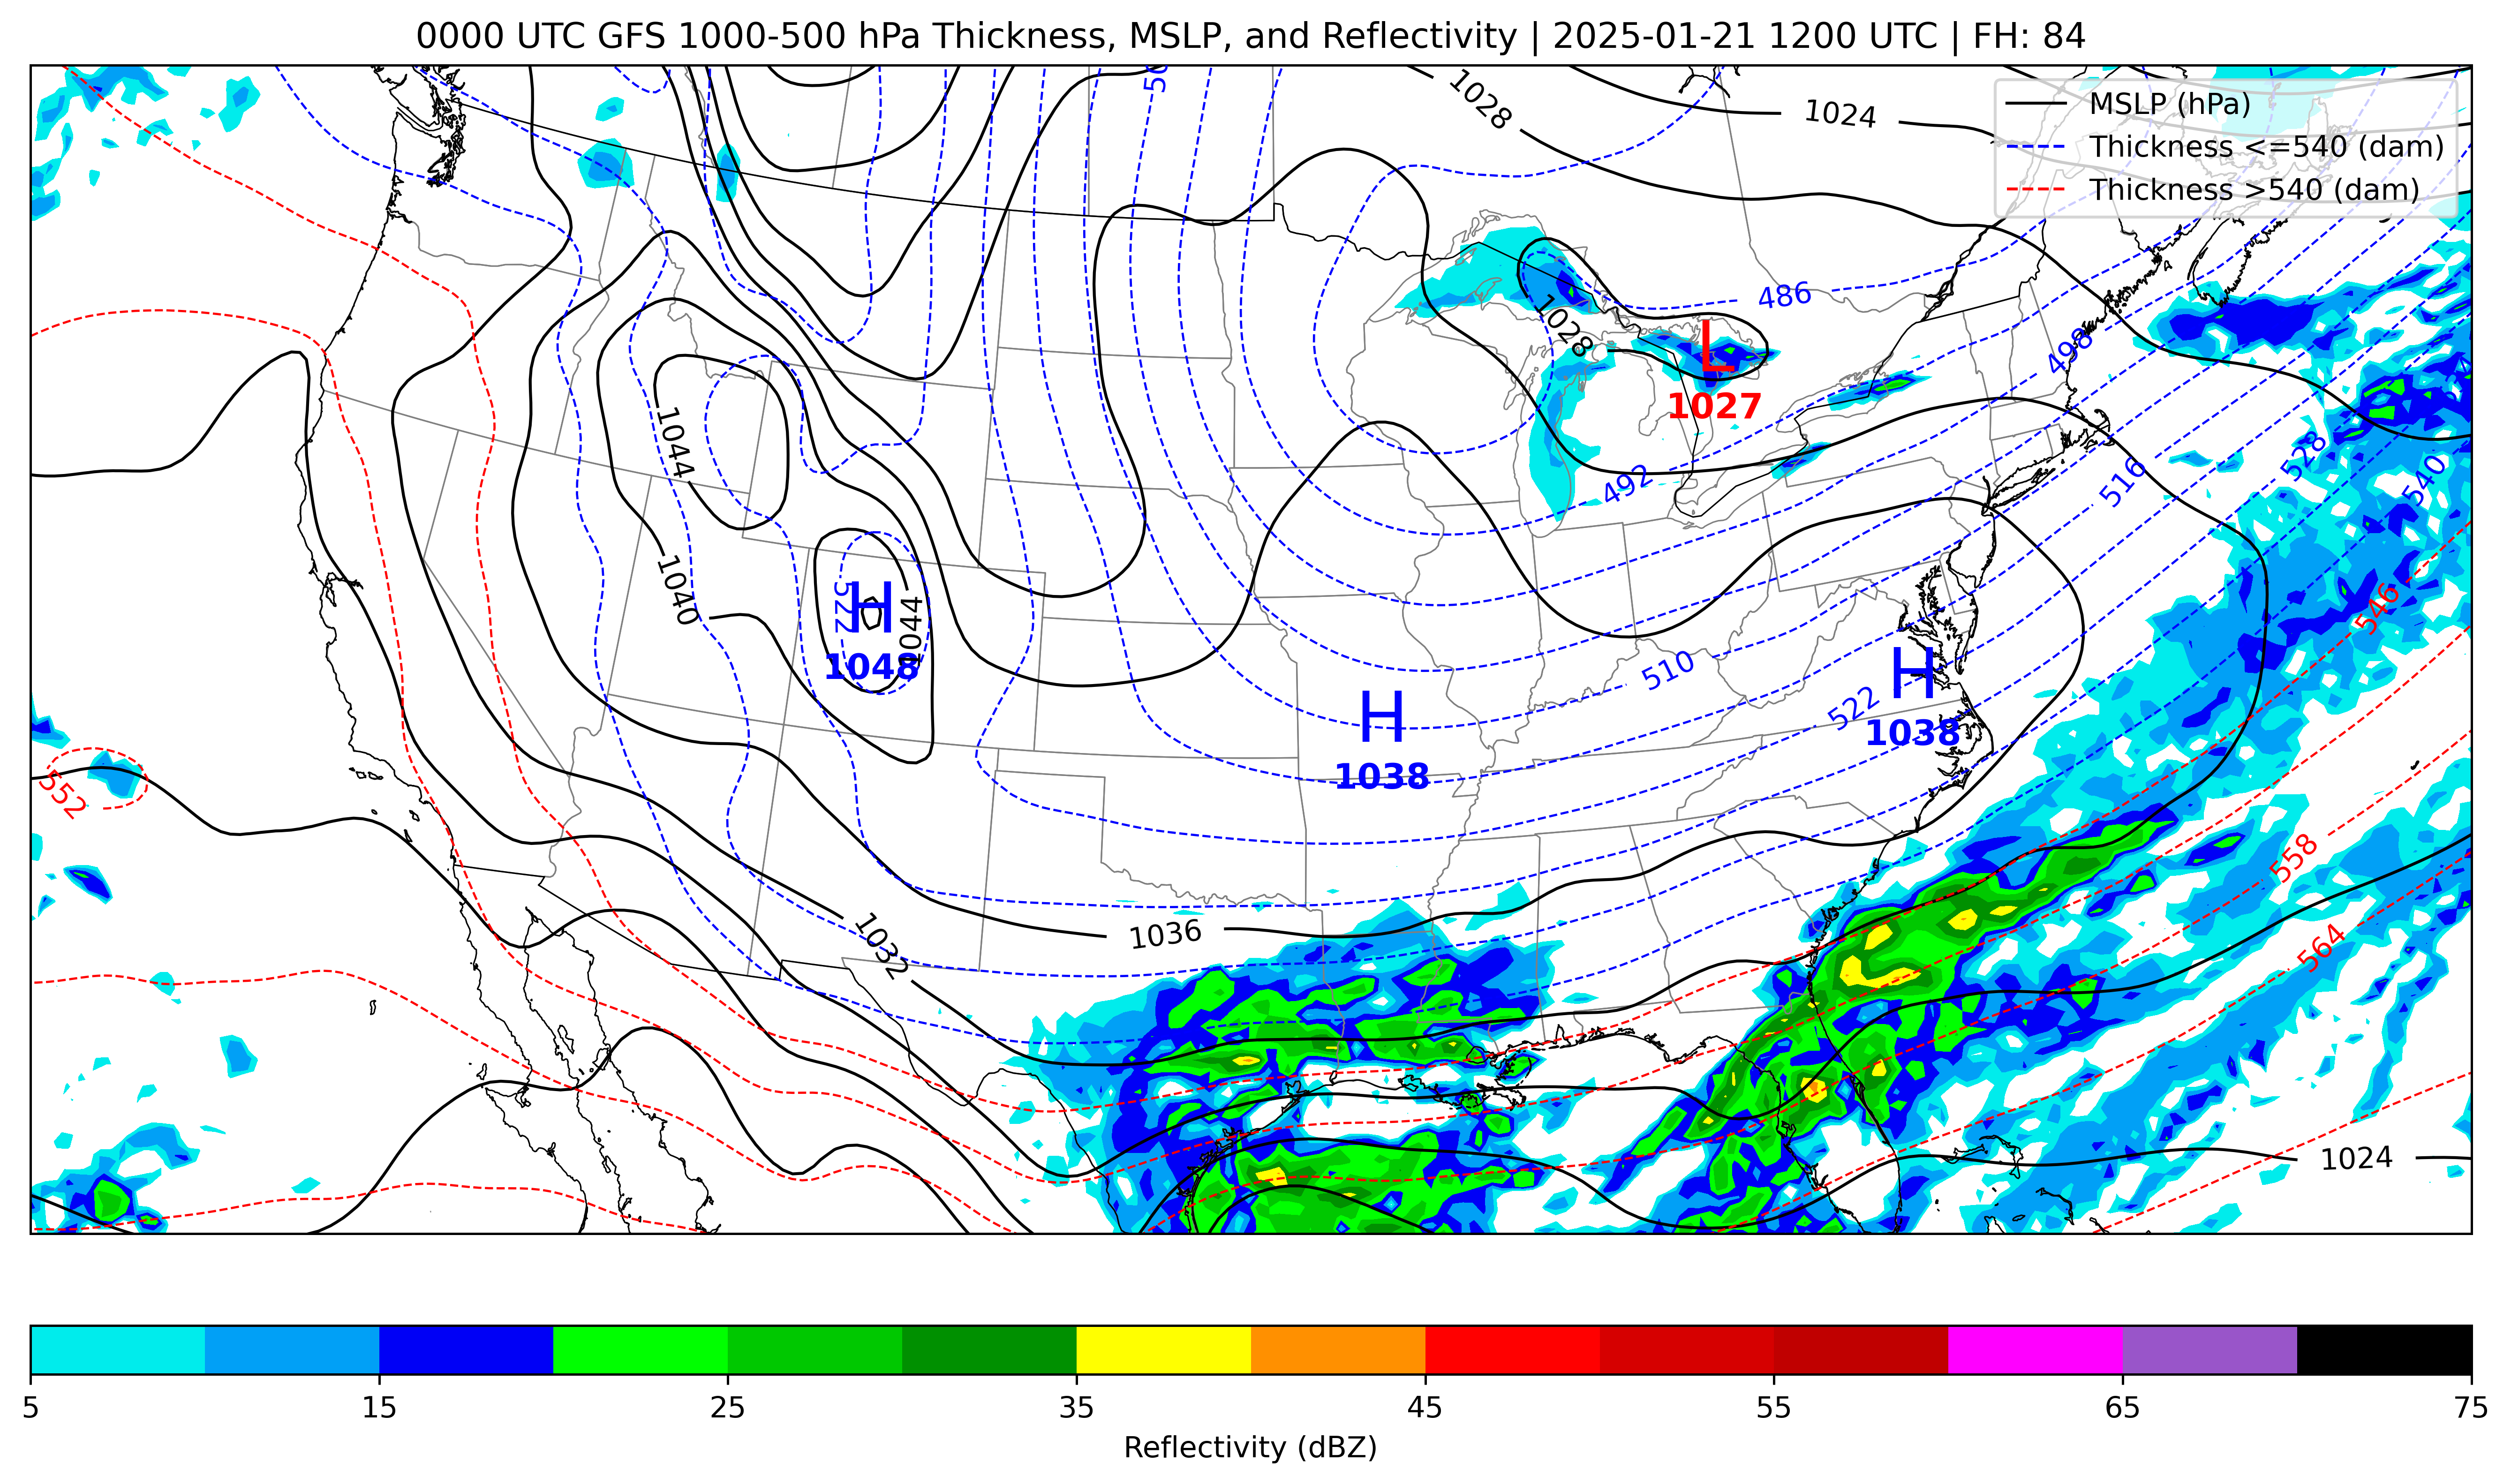 0000 UTC GFS 1000-500 hPa Thickness, MSLP, and Reflectivity | 2025-01-21 1200 UTC | FH: 84
MSLP (hPa)
Thickness <=540 (dam)
Thickness >540 (dam)
1028
1024
486
1028
L
1027
498
1044
492
516
528
540
1040
522
H
1048
1044
546
510
H
1038
522
H
1038
552
558
1036
1032
564
1024
5 15 25 35 45 55 65 75
Reflectivity (dBZ)